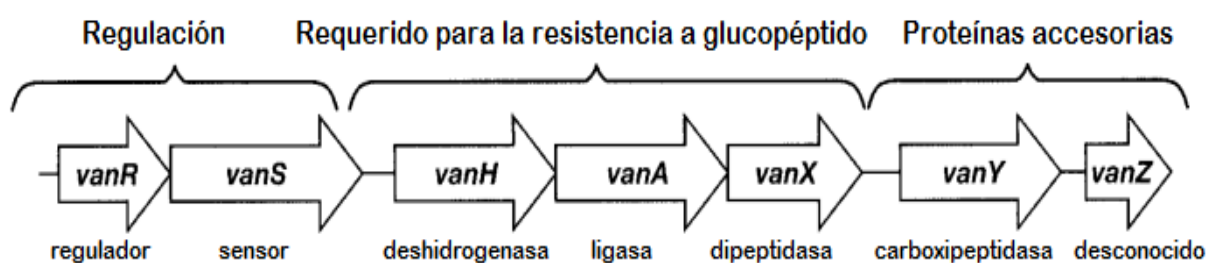 Regulación Requerido para la resistencia a glucopéptido Proteínas accesorias
vanR vanS vanH vanA vanX vanY vanZ
regulador sensor deshidrogenasa ligasa dipeptidasa carboxipeptidasa desconocido